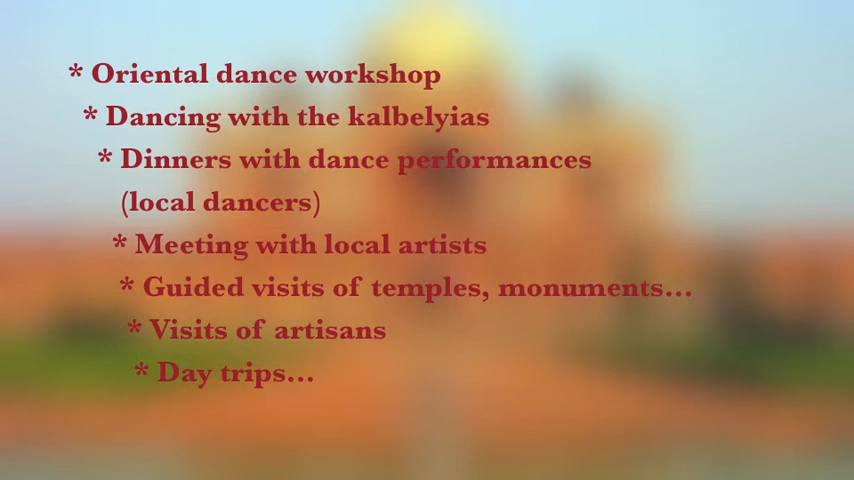 * Oriental dance workshop
* Dancing with the kalbelyias
* Dinners with dance performances
(local dancers)
* Meeting with local artists
* Guided visits of temples, monuments...
* Visits of artisans
* Day trips...